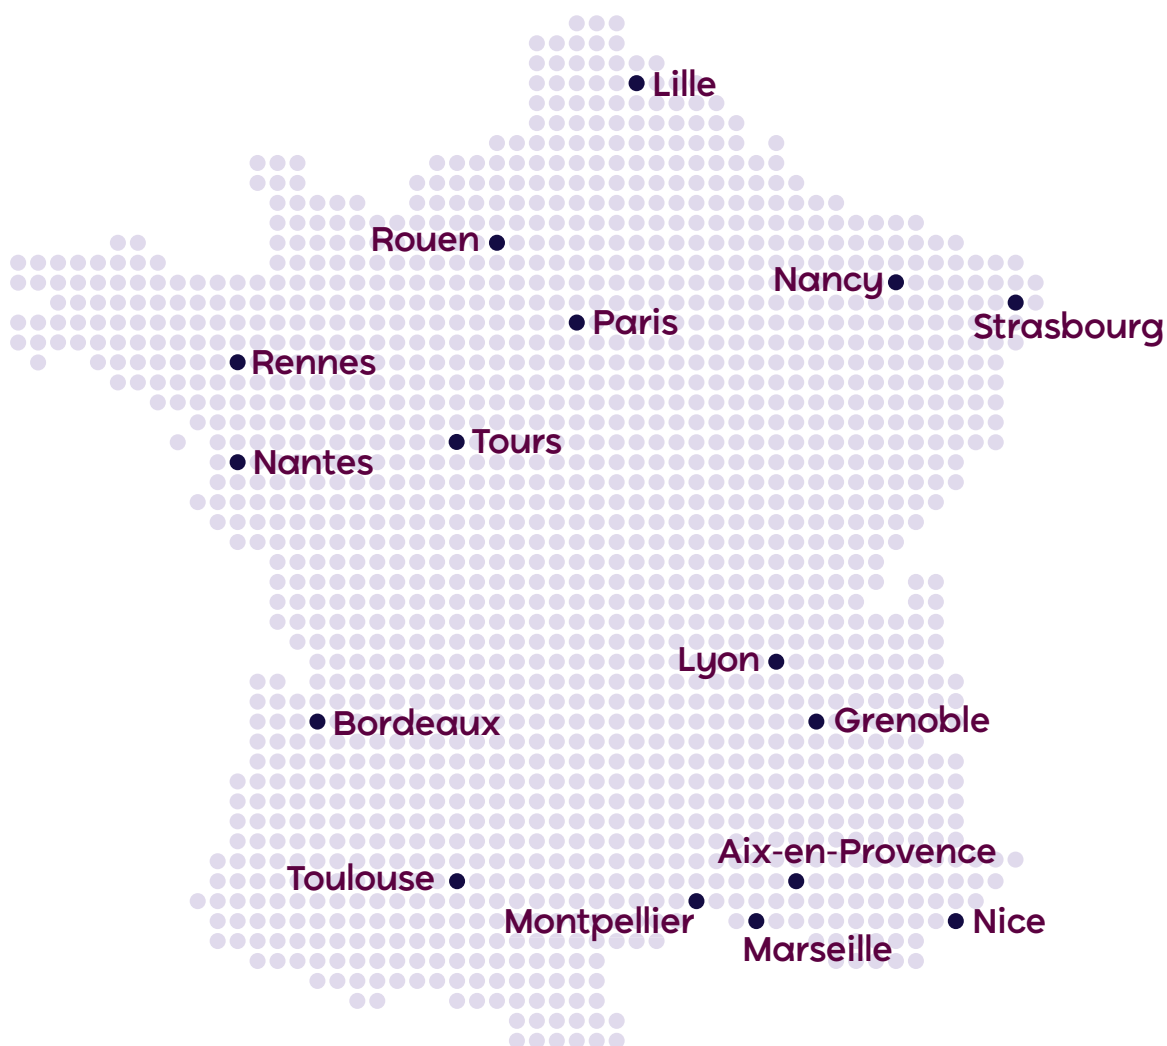 Lille
Rouen
Nancy
Paris
Strasbourg
Rennes
Tours
Nantes
Lyon
Bordeaux
Grenoble
Aix-en-Provence
Toulouse
Montpellier
Nice
Marseille